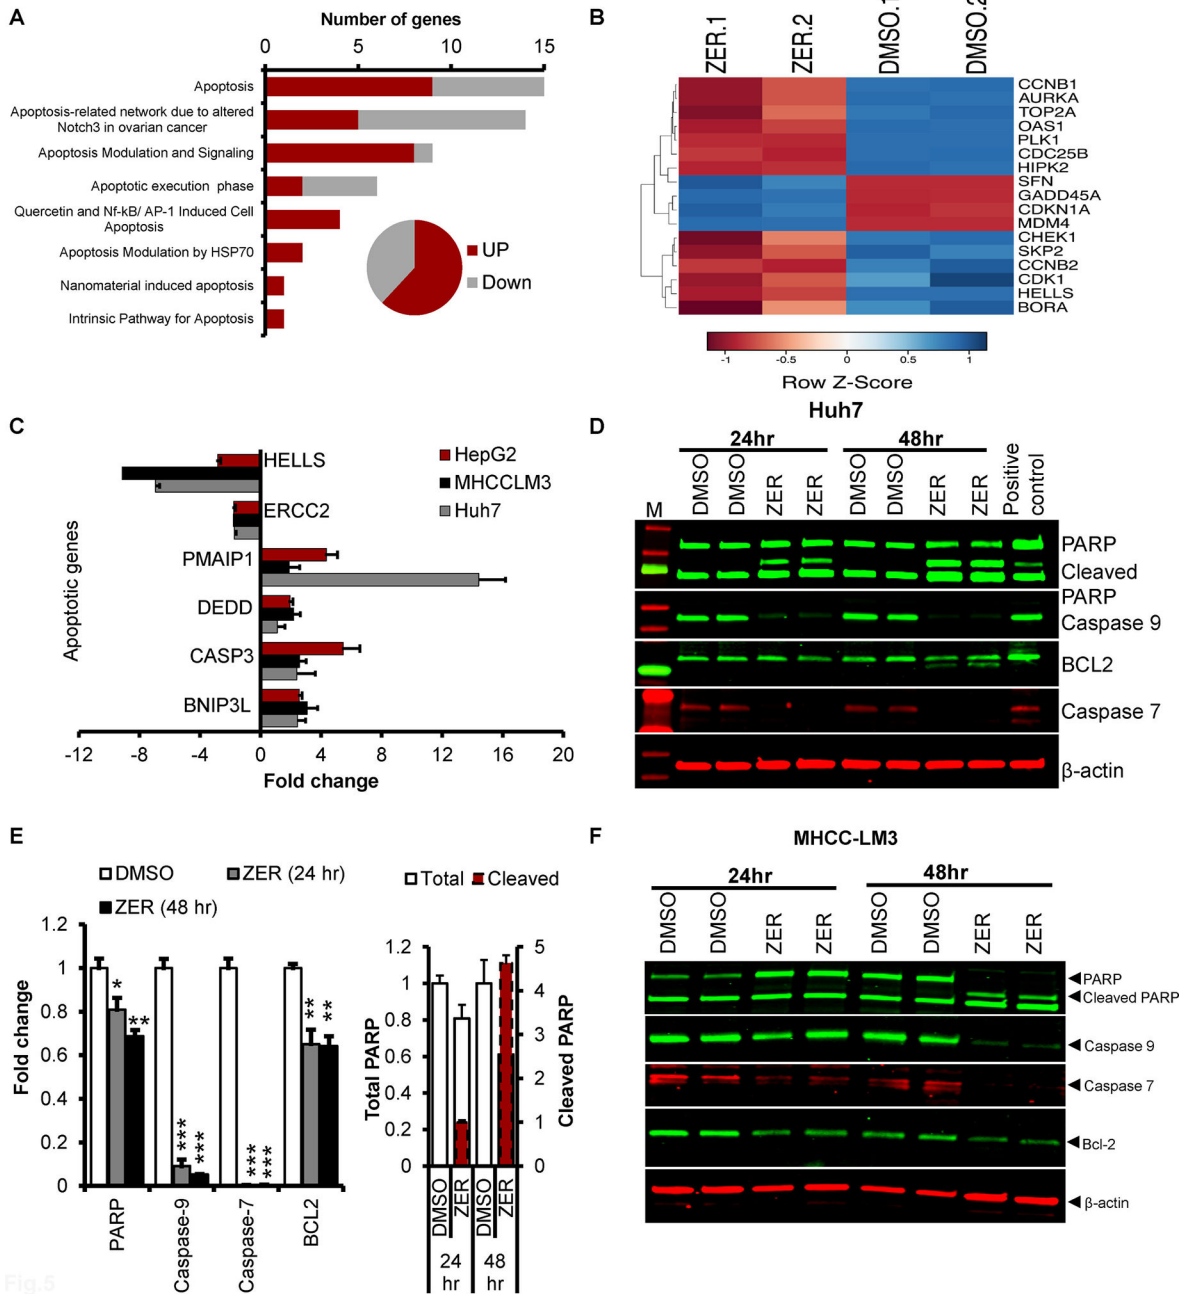 A
Number of genes
0 5 10 15
Apoptosis
Apoptosis-related network due to altered
Notch3 in ovarian cancer
Apoptosis Modulation and Signaling
Apoptotic execution phase
Quercetin and Nf-kB/ AP-1 Induced Cell
Apoptosis
Apoptosis Modulation by HSP70
Nanomaterial induced apoptosis
Intrinsic Pathway for Apoptosis
UP
Down
B
ZER.1
ZER.2
DMSO.1
DMSO.2
CCNB1
AURKA
TOP2A
OAS1
PLK1
CDC25B
HIPK2
SFN
GADD45A
CDKN1A
MDM4
CHEK1
SKP2
CCNB2
CDK1
HELLS
BORA
-1 -0.5 0 0.5 1
Row Z-Score
C
HepG2
MHCCLM3
Huh7
Apoptotic genes
HELLS
ERCC2
PMAIP1
DEDD
CASP3
BNIP3L
-12 -8 -4 0 4 8 12 16 20
Fold change
Huh7
D
24hr 48hr
M
DMSO
DMSO
ZER
ZER
DMSO
DMSO
ZER
ZER
Positive
control
PARP
Cleaved
PARP
Caspase 9
BCL2
Caspase 7
β-actin
E
DMSO ZER (24 hr)
ZER (48 hr)
Fold change
1.2
1
0.8
0.6
0.4
0.2
0
*
**
***
***
***
***
**
**
PARP
Caspase-9
Caspase-7
BCL2
Total Cleaved
Total PARP
1.2
1
0.8
0.6
0.4
0.2
0
Cleaved PARP
5
4
3
2
1
0
DMSO
ZER
DMSO
ZER
24 48
hr hr
F
MHCC-LM3
24hr 48hr
DMSO
DMSO
ZER
ZER
DMSO
DMSO
ZER
ZER
PARP
Cleaved PARP
Caspase 9
Caspase 7
Bcl-2
β-actin
Fig.5